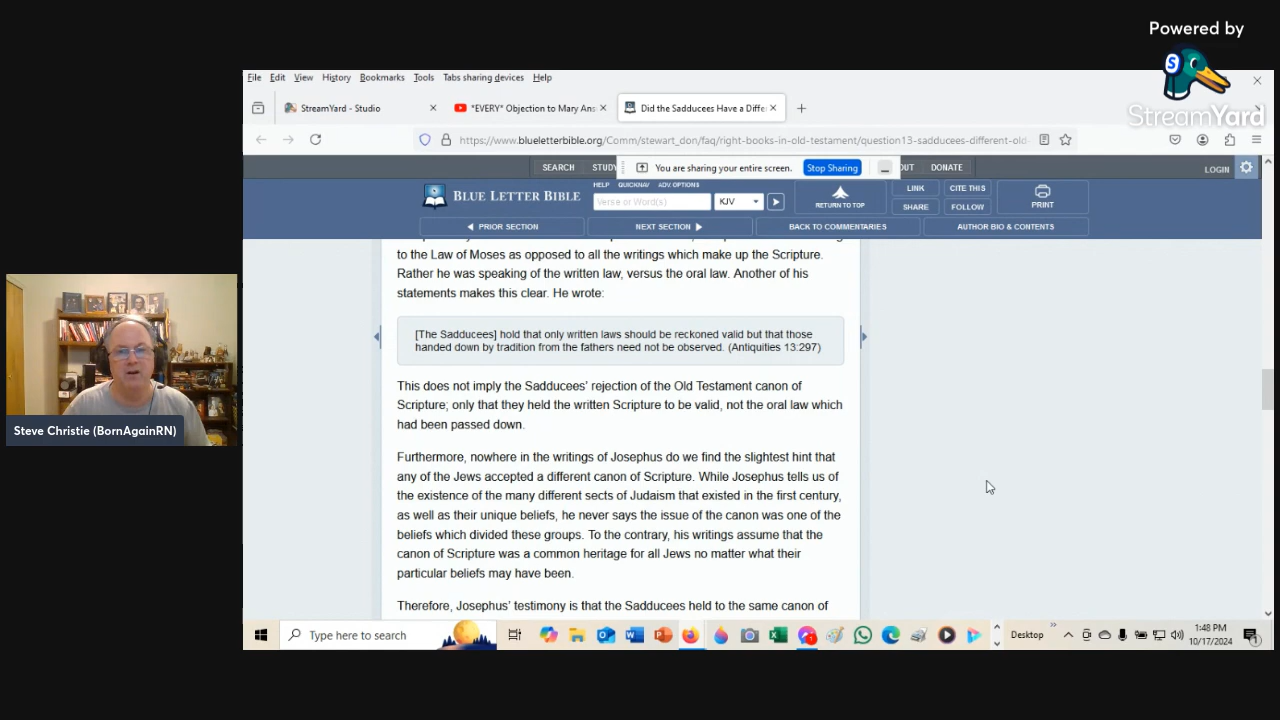 Powered by
StreamYard
File Edit View History Bookmarks Tools Tabs sharing devices Help
StreamYard - Studio
*EVERY* Objection to Mary Ans
Did the Sadducees Have a Diffe
https://www.blueletterbible.org/Comm/stewart_don/faq/right-books-in-old-testament/question13-sadducees-different-old-
SEARCH
STUDY
You are sharing your entire screen.
Stop Sharing
OUT
DONATE
LOGIN
BLUE LETTER BIBLE
HELP QUICKNAV ADV. OPTIONS
Verse or Word(s)
KJV
RETURN TO TOP
LINK
CITE THIS
SHARE
FOLLOW
PRINT
PRIOR SECTION
NEXT SECTION
BACK TO COMMENTARIES
AUTHOR BIO & CONTENTS
to the Law of Moses as opposed to all the writings which make up the Scripture.
Rather he was speaking of the written law, versus the oral law. Another of his
statements makes this clear. He wrote:
[The Sadducees] hold that only written laws should be reckoned valid but that those
handed down by tradition from the fathers need not be observed. (Antiquities 13:297)
This does not imply the Sadducees' rejection of the Old Testament canon of
Scripture; only that they held the written Scripture to be valid, not the oral law which
had been passed down.
Furthermore, nowhere in the writings of Josephus do we find the slightest hint that
any of the Jews accepted a different canon of Scripture. While Josephus tells us of
the existence of the many different sects of Judaism that existed in the first century,
as well as their unique beliefs, he never says the issue of the canon was one of the
beliefs which divided these groups. To the contrary, his writings assume that the
canon of Scripture was a common heritage for all Jews no matter what their
particular beliefs may have been.
Therefore, Josephus' testimony is that the Sadducees held to the same canon of
Steve Christie (BornAgainRN)
Type here to search
Desktop
1:48 PM
10/17/2024